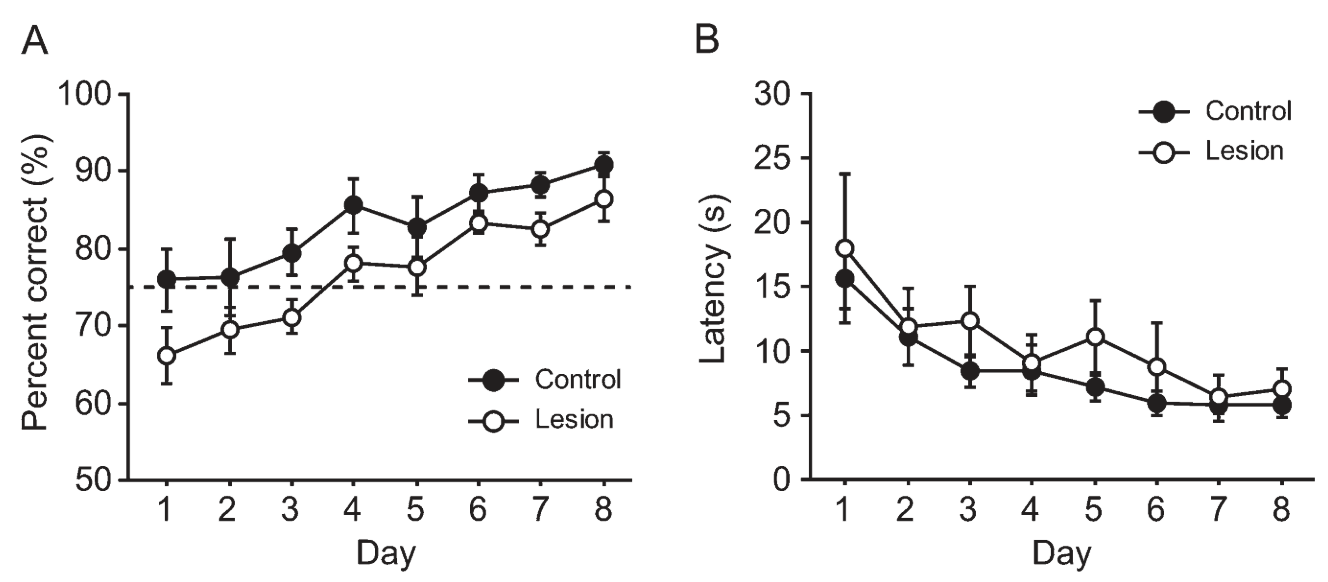 A
Percent correct (%)
100
90
80
70
60
50
1 2 3 4 5 6 7 8
Day
Control
Lesion
B
Latency (s)
30
25
20
15
10
5
0
1 2 3 4 5 6 7 8
Day
Control
Lesion